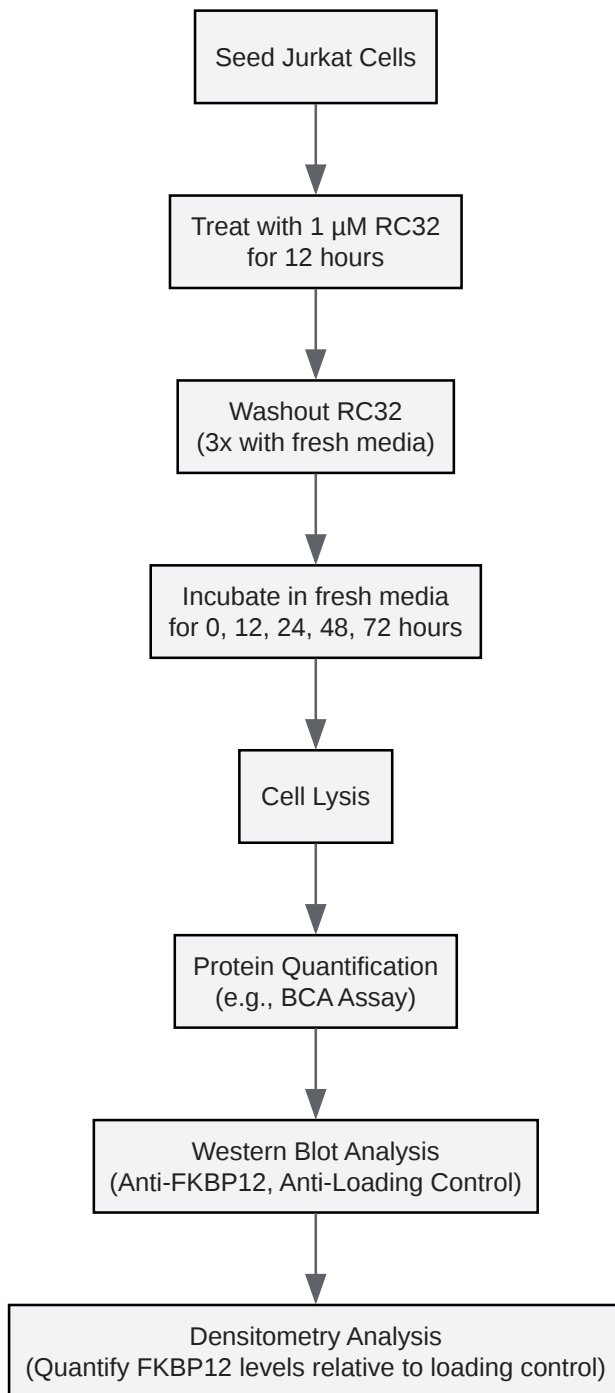 Seed Jurkat Cells
Treat with 1 µM RC32
for 12 hours
Washout RC32
(3x with fresh media)
Incubate in fresh media
for 0, 12, 24, 48, 72 hours
Cell Lysis
Protein Quantification
(e.g., BCA Assay)
Western Blot Analysis
(Anti-FKBP12, Anti-Loading Control)
Densitometry Analysis
(Quantify FKBP12 levels relative to loading control)